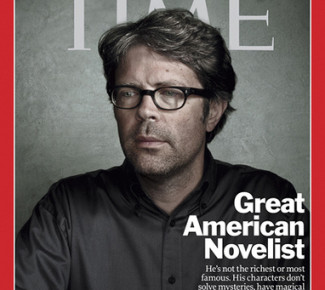 TIME
Great
American
Novelist
He's not the richest or most
famous. His characters don't
solve mysteries, have magical